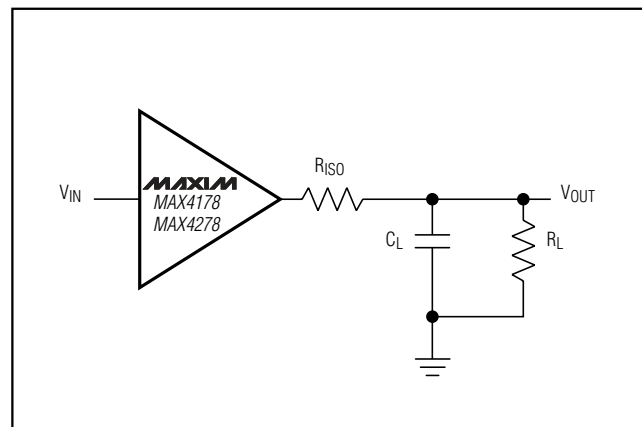 R_ISO
V_IN
MAXIM
MAX4178
MAX4278
V_OUT
C_L
R_L